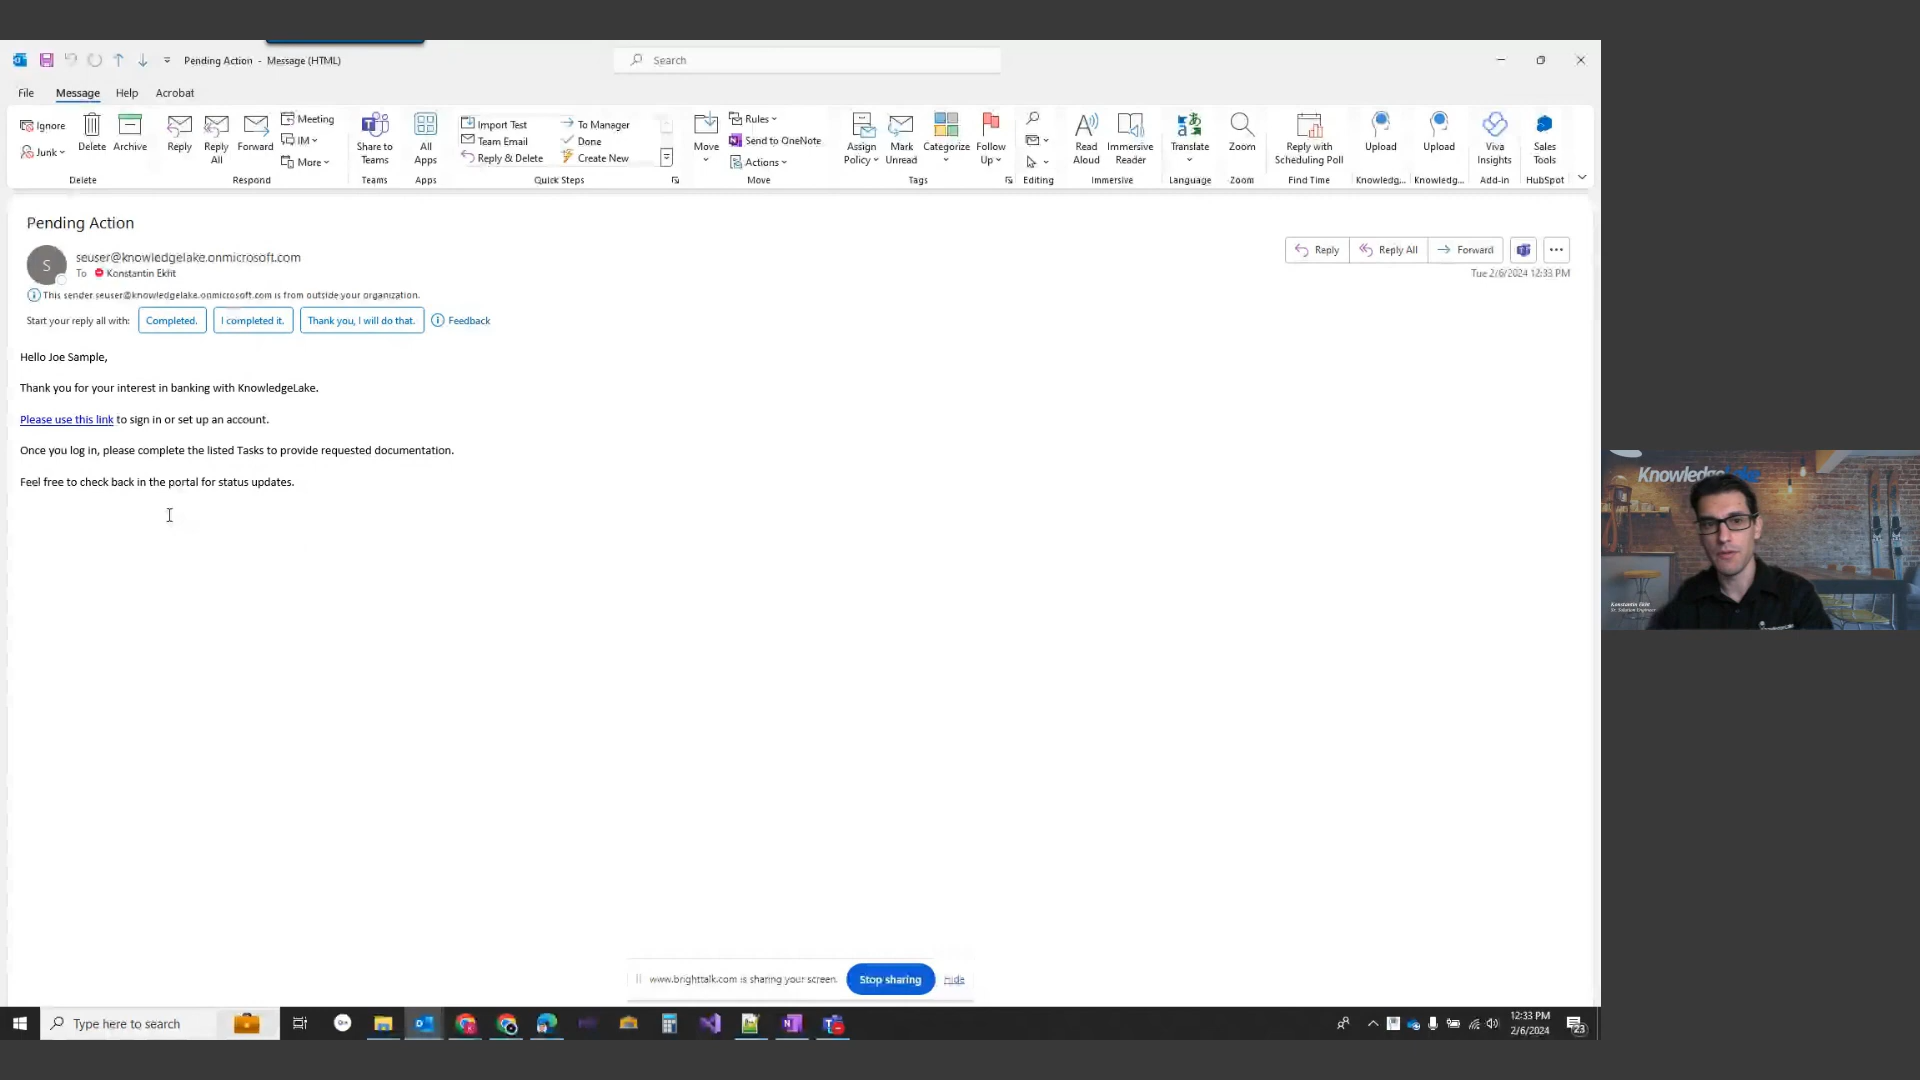 Pending Action - Message (HTML)
Search
File Message Help Acrobat
Ignore
Junk
Delete
Archive
Delete
Reply
Reply All
Forward
Meeting
IM
More
Respond
Share to Teams
Teams
All Apps
Apps
Import Test
Team Email
Reply & Delete
To Manager
Done
Create New
Quick Steps
Move
Rules
Send to OneNote
Actions
Move
Assign Policy
Mark Unread
Categorize
Follow Up
Tags
Editing
Read Aloud
Immersive Reader
Immersive
Translate
Language
Zoom
Zoom
Reply with Scheduling Poll
Find Time
Upload
Knowledg...
Upload
Knowledg...
Viva Insights
Add-in
Sales Tools
HubSpot
Pending Action
S
seuser@knowledgelake.onmicrosoft.com
To Konstantin Ekht
Reply Reply All Forward
Tue 2/6/2024 12:33 PM
This sender seuser@knowledgelake.onmicrosoft.com is from outside your organization.
Start your reply all with: Completed. I completed it. Thank you, I will do that. Feedback
Hello Joe Sample,
Thank you for your interest in banking with KnowledgeLake.
Please use this link to sign in or set up an account.
Once you log in, please complete the listed Tasks to provide requested documentation.
Feel free to check back in the portal for status updates.
KnowledgeLake
Konstantin Ekht
Sr. Solution Engineer
www.brighttalk.com is sharing your screen. Stop sharing Hide
Type here to search
12:33 PM
2/6/2024
23